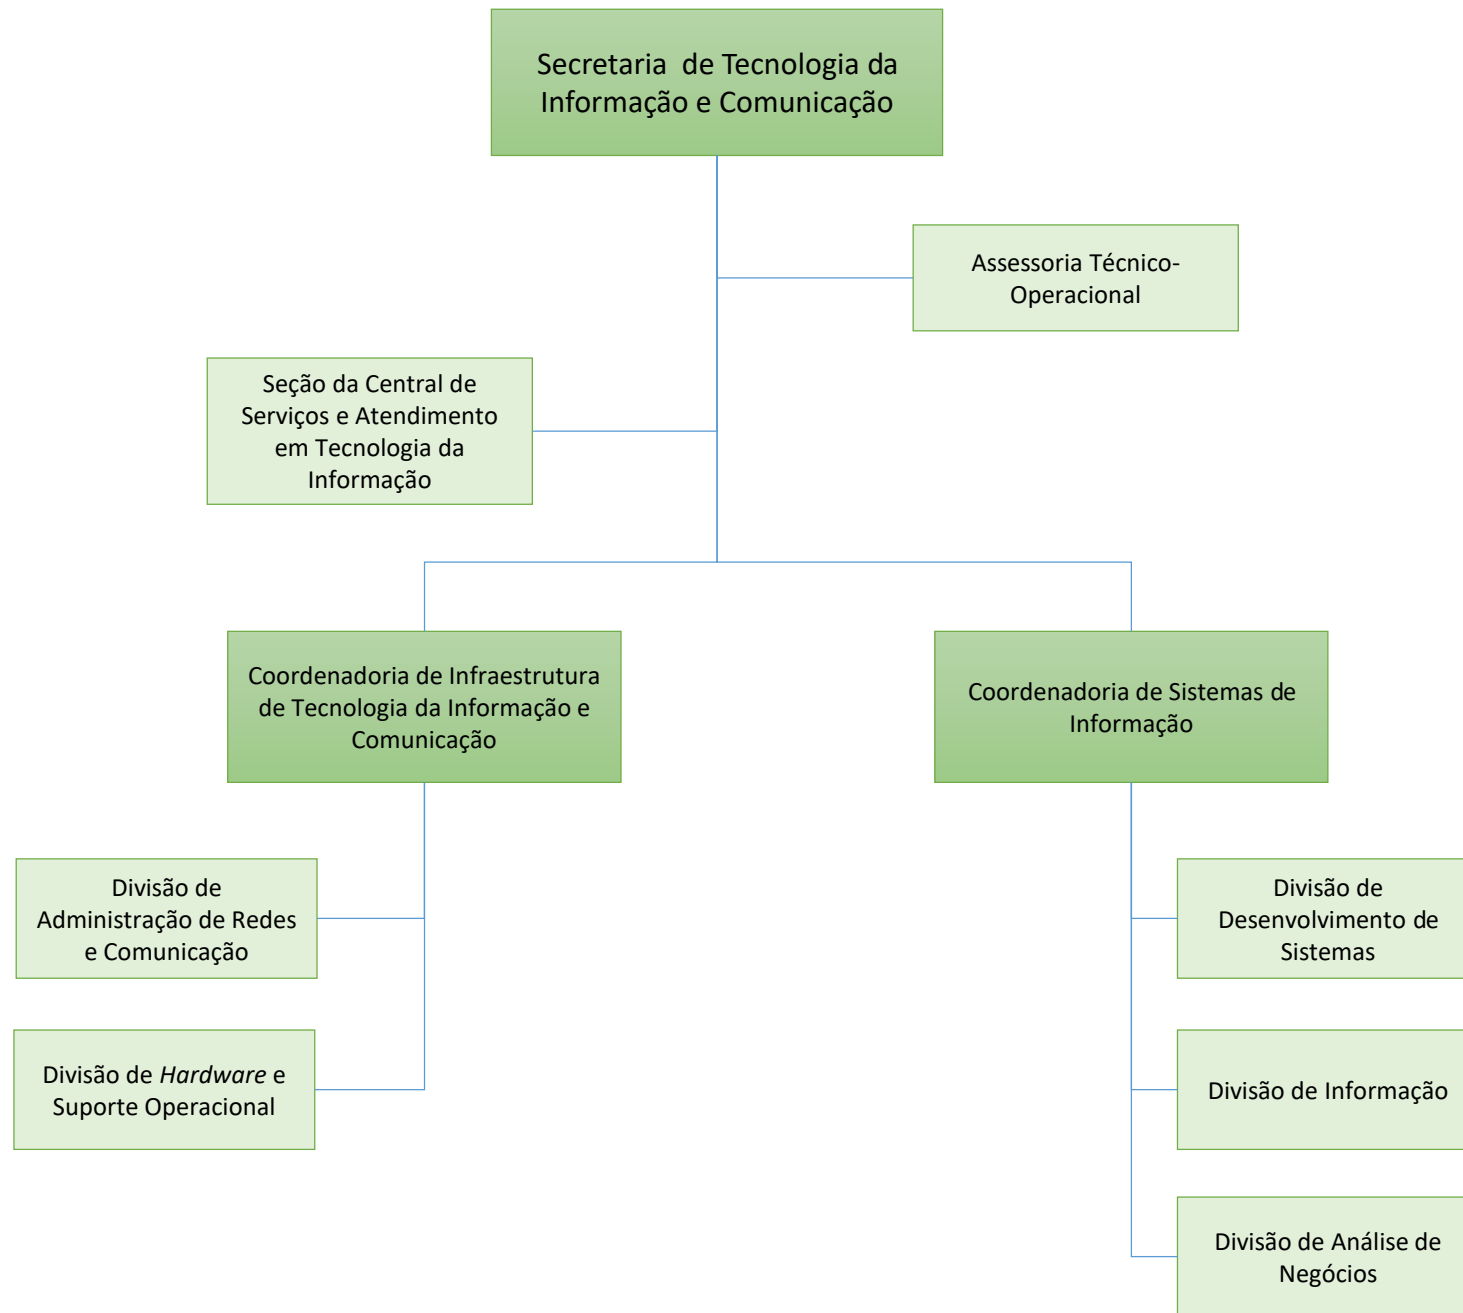 Secretaria de Tecnologia da
Informação e Comunicação
Assessoria Técnico-
Operacional
Seção da Central de
Serviços e Atendimento
em Tecnologia da
Informação
Coordenadoria de Infraestrutura
de Tecnologia da Informação e
Comunicação
Coordenadoria de Sistemas de
Informação
Divisão de
Administração de Redes
e Comunicação
Divisão de Hardware e
Suporte Operacional
Divisão de
Desenvolvimento de
Sistemas
Divisão de Informação
Divisão de Análise de
Negócios